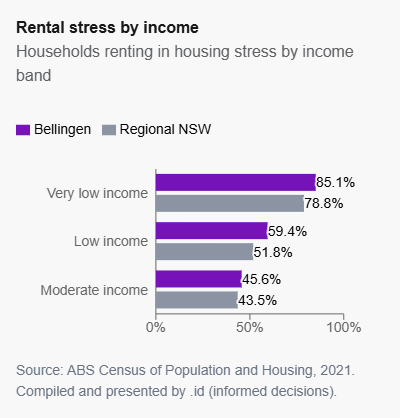 Rental stress by income
Households renting in housing stress by income
band
Bellingen Regional NSW
Very low income 85.1%
78.8%
Low income 59.4%
51.8%
Moderate income 45.6%
43.5%
0% 50% 100%
Source: ABS Census of Population and Housing, 2021.
Compiled and presented by .id (informed decisions).